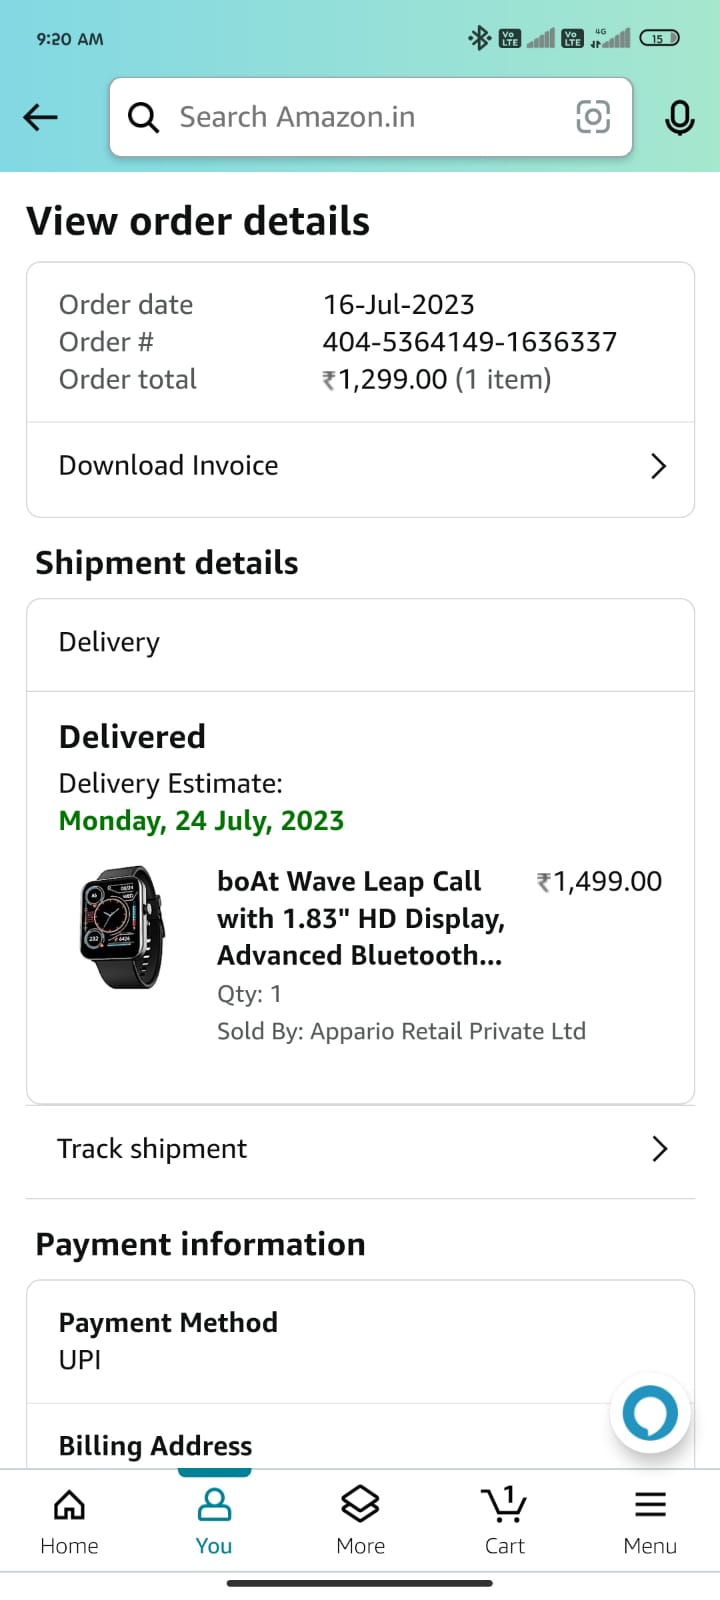 9:20 AM
Vo LTE
Vo LTE
4G
15
Search Amazon.in
View order details
Order date 16-Jul-2023
Order # 404-5364149-1636337
Order total ₹1,299.00 (1 item)
Download Invoice
Shipment details
Delivery
Delivered
Delivery Estimate:
Monday, 24 July, 2023
boAt Wave Leap Call ₹1,499.00
with 1.83" HD Display,
Advanced Bluetooth...
Qty: 1
Sold By: Appario Retail Private Ltd
Track shipment
Payment information
Payment Method
UPI
Billing Address
1
Home You More Cart Menu